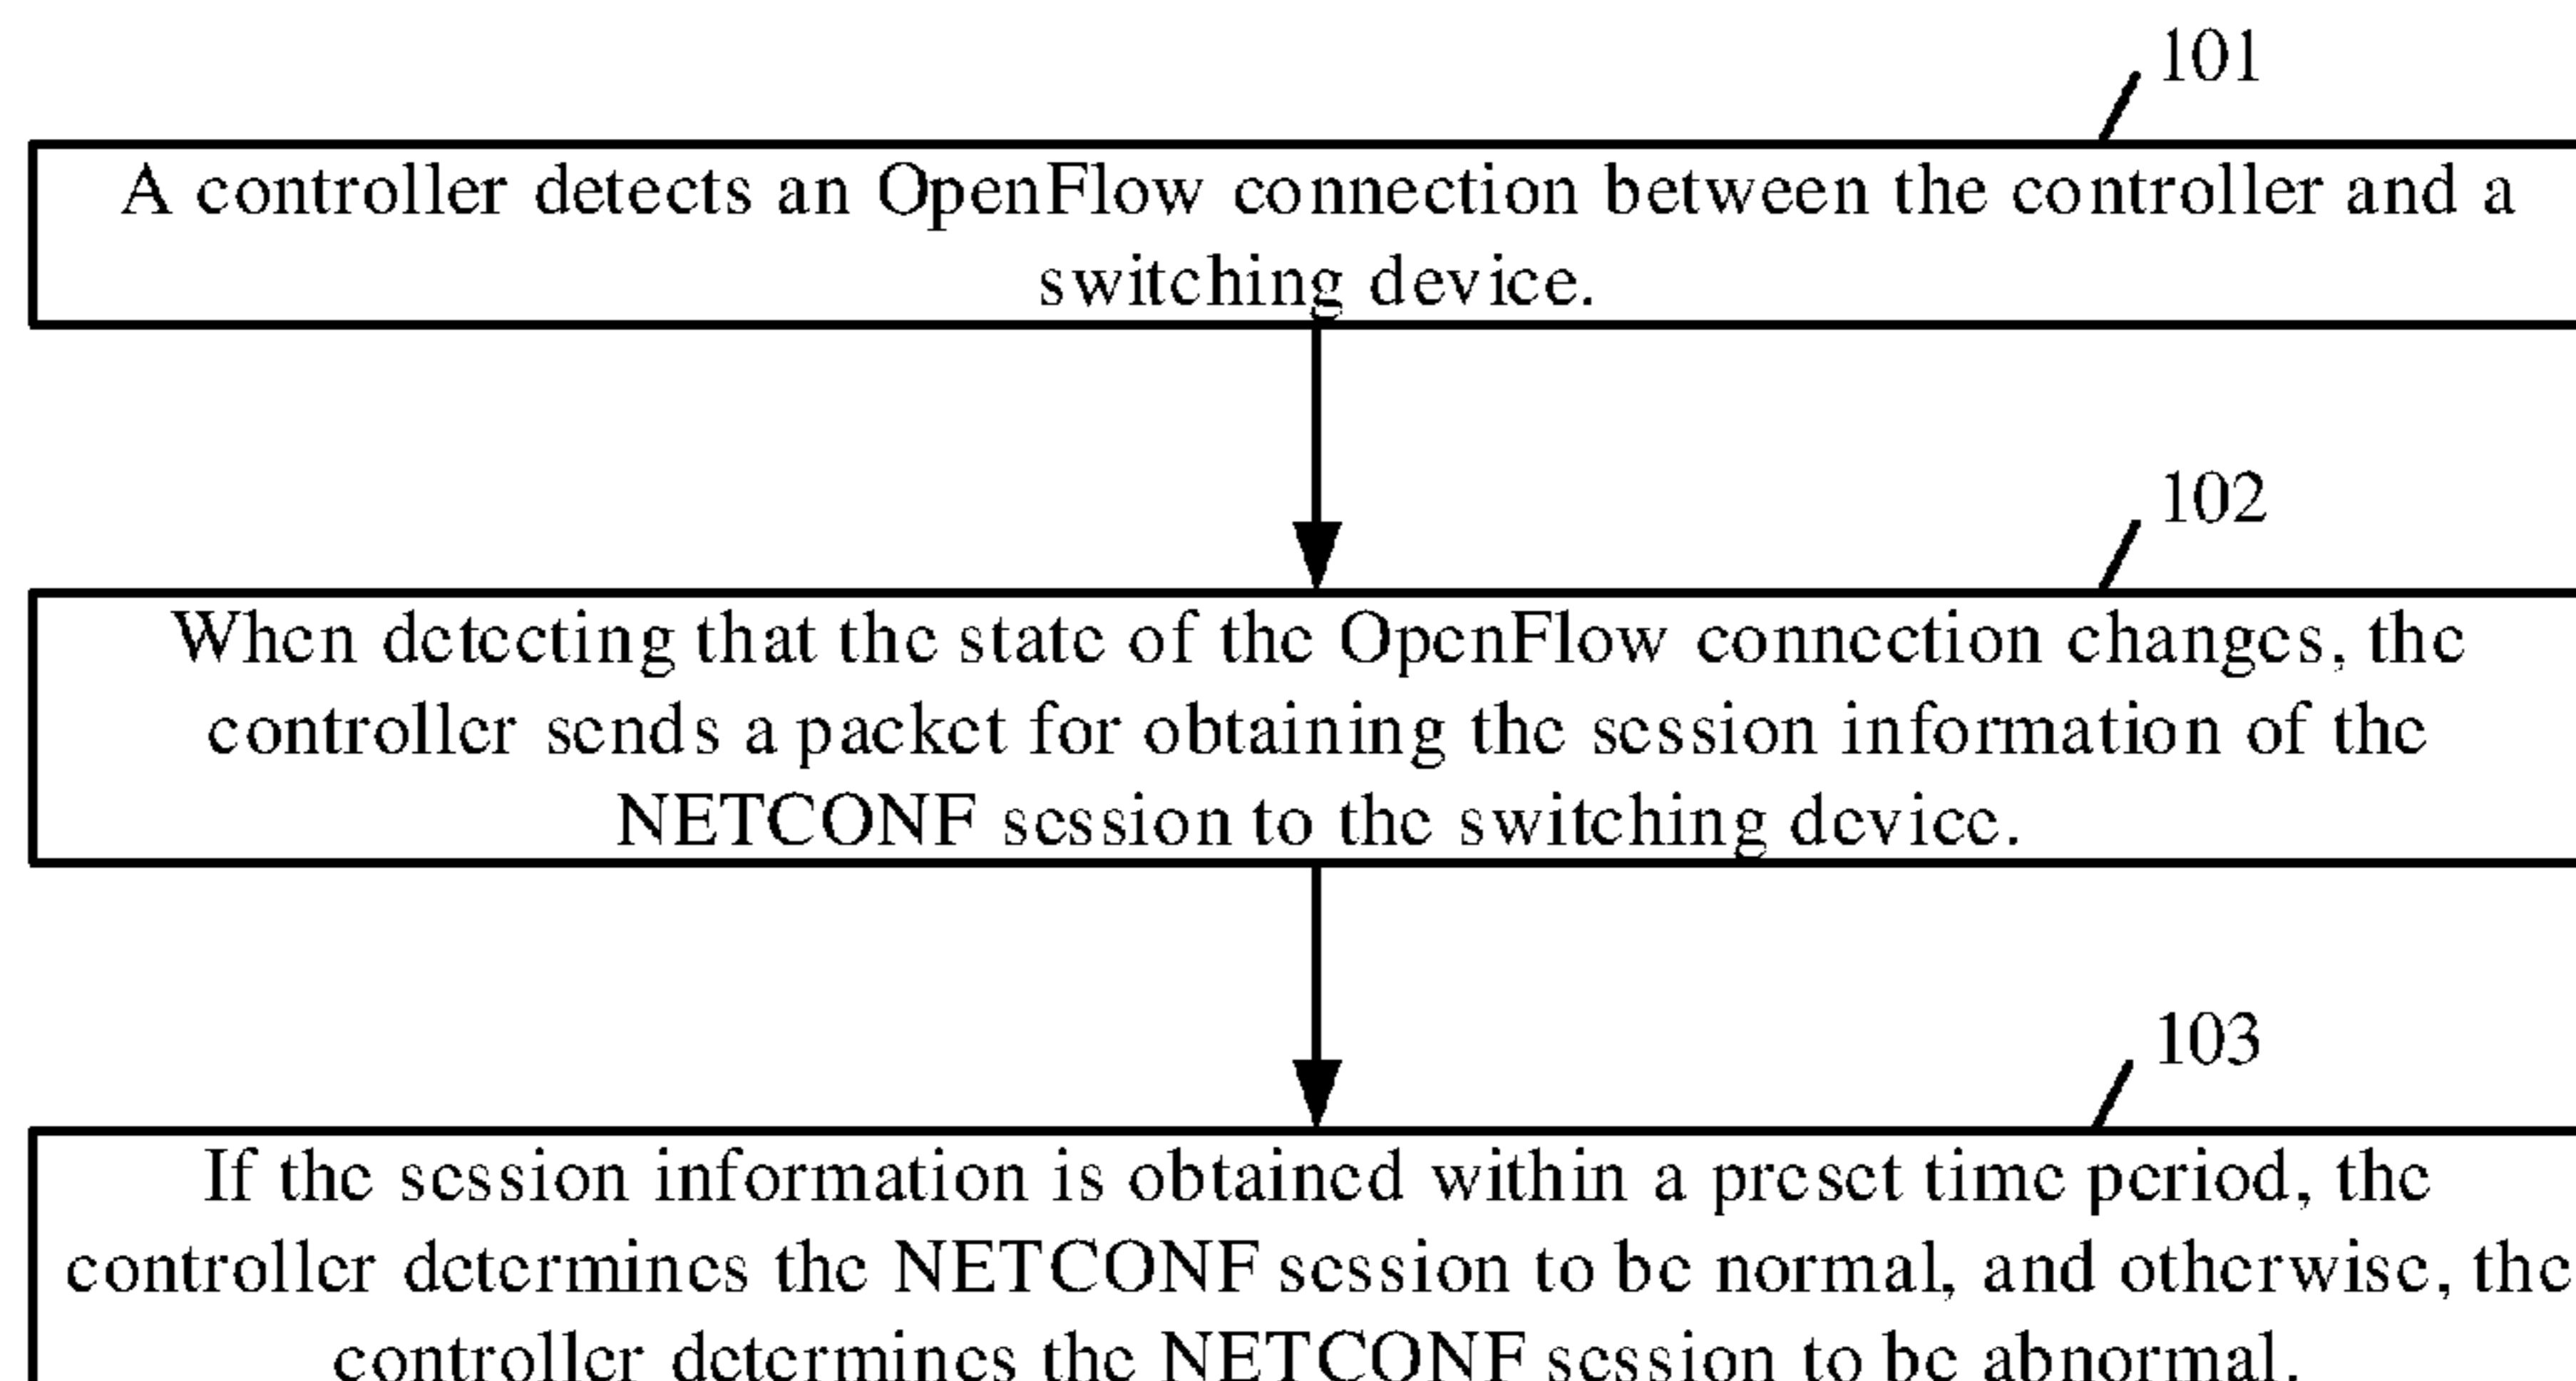 101
A controller detects an OpenFlow connection between the controller and a
switching device.
102
When detecting that the state of the OpenFlow connection changes, the
controller sends a packet for obtaining the session information of the
NETCONF session to the switching device.
103
If the session information is obtained within a preset time period, the
controller determines the NETCONF session to be normal, and otherwise, the
controller determines the NETCONF session to be abnormal.